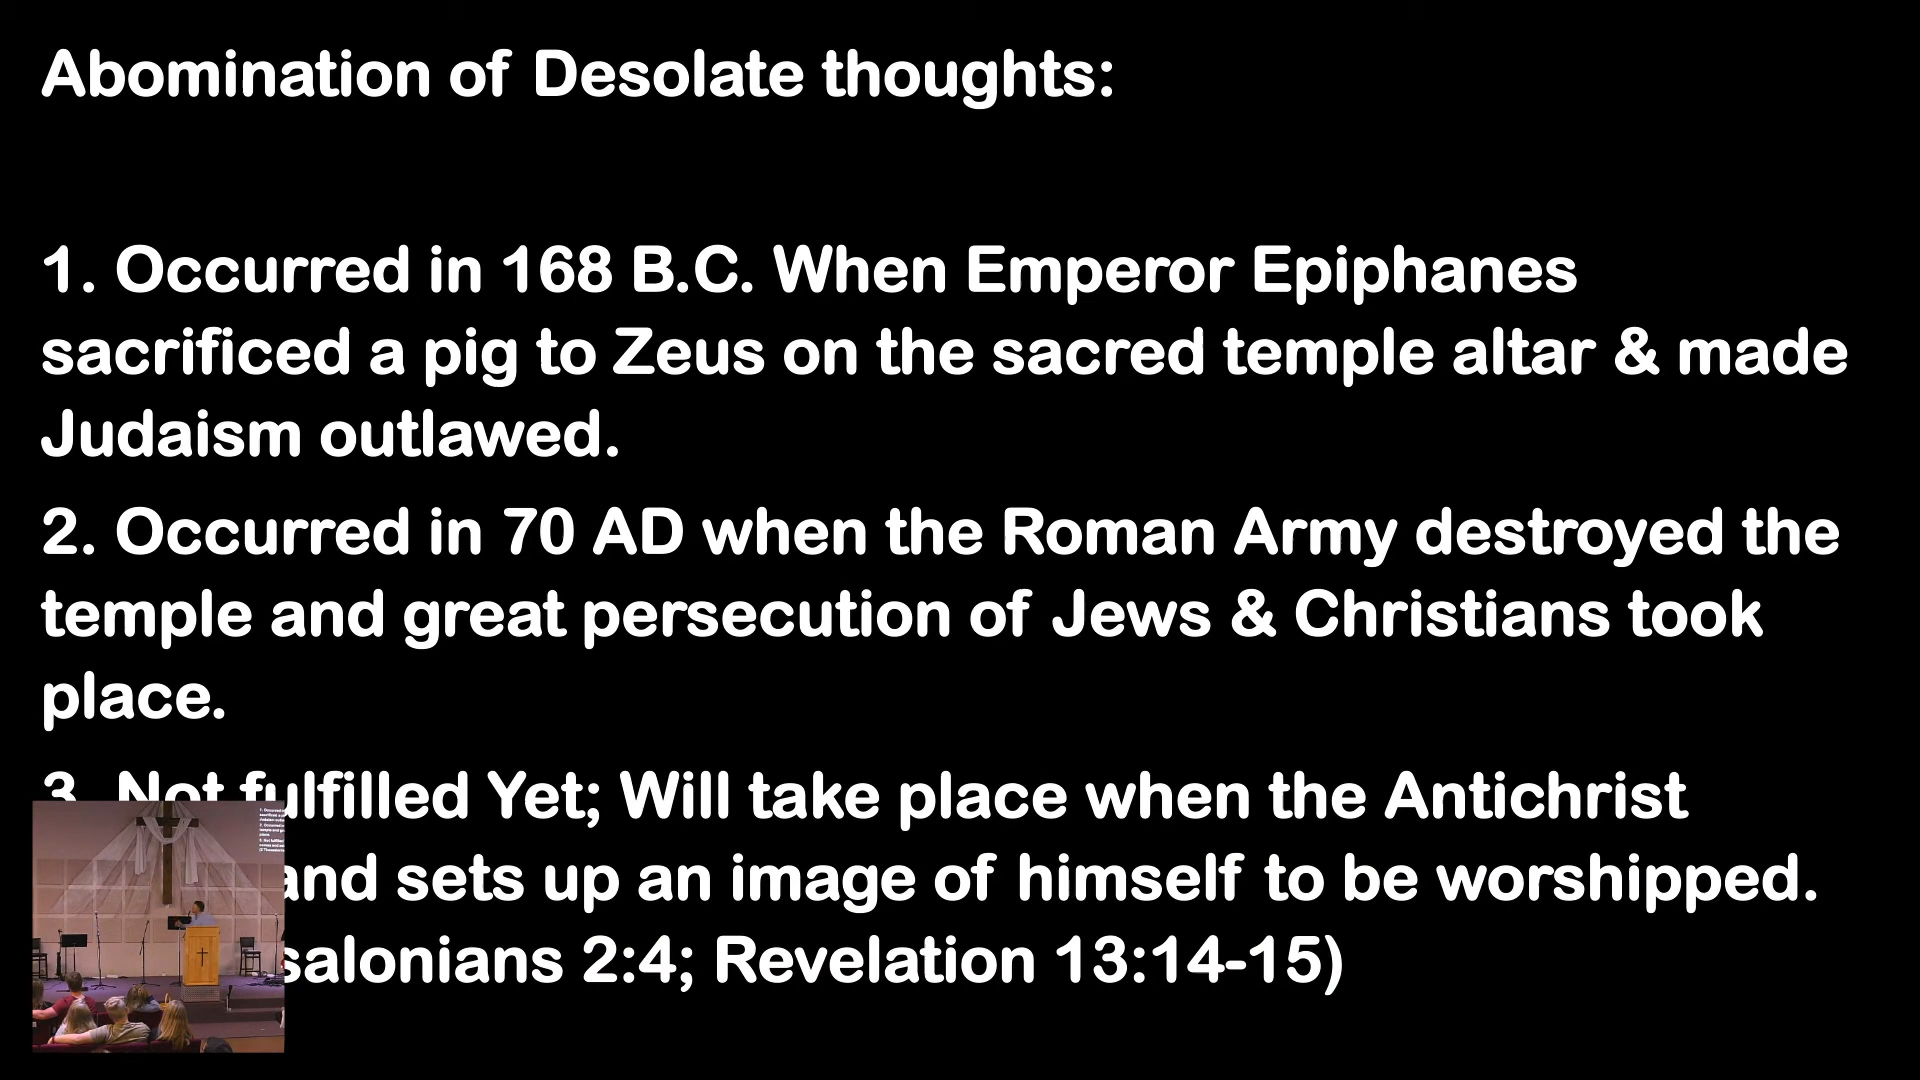 Abomination of Desolate thoughts:
1. Occurred in 168 B.C. When Emperor Epiphanes
sacrificed a pig to Zeus on the sacred temple altar & made
Judaism outlawed.
2. Occurred in 70 AD when the Roman Army destroyed the
temple and great persecution of Jews & Christians took
place.
3. Not fulfilled Yet; Will take place when the Antichrist
and sets up an image of himself to be worshipped.
salonians 2:4; Revelation 13:14-15)